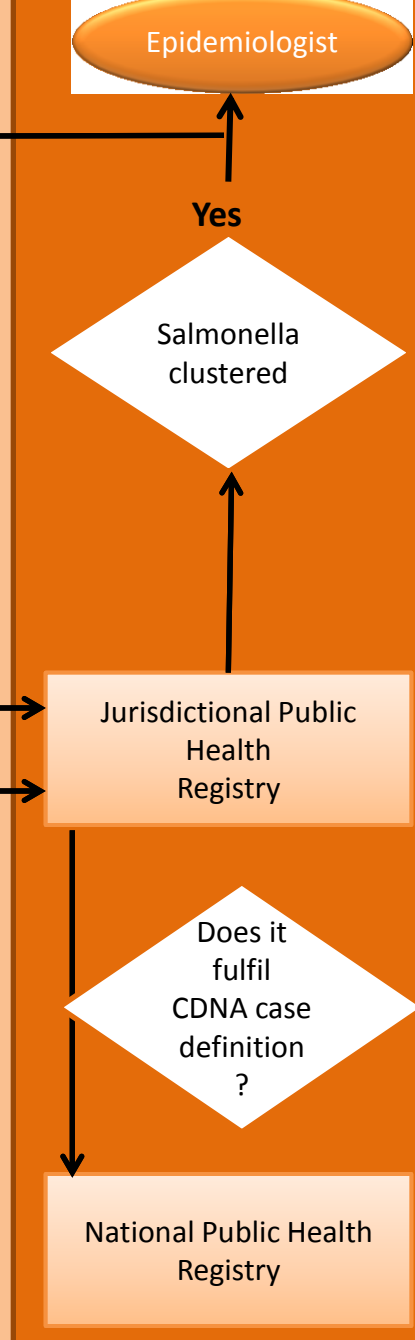 Epidemiologist
Yes
Salmonella
clustered
Jurisdictional Public
Health
Registry
Does it
fulfil
CDNA case
definition
?
National Public Health
Registry